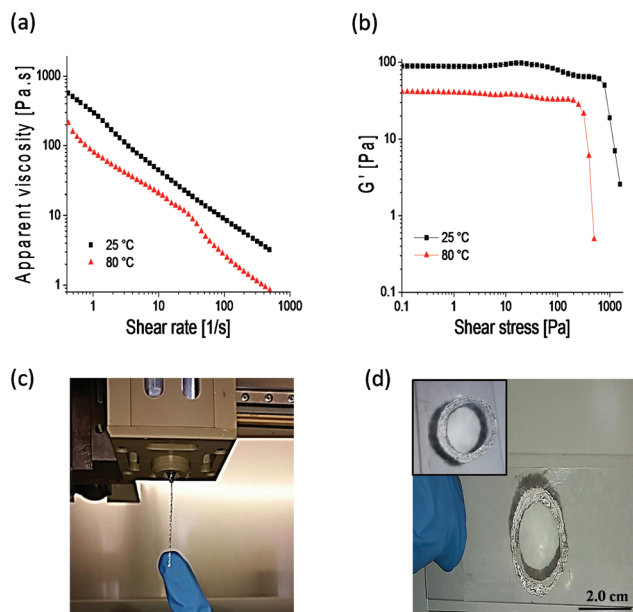 (a)
Apparent viscosity [Pa.s]
1000
100
10
1
25 °C
80 °C
1
10
100
1000
Shear rate [1/s]
(b)
G' [Pa]
100
10
1
0.1
25 °C
80 °C
0.1
1
10
100
1000
Shear stress [Pa]
(c)
(d)
2.0 cm